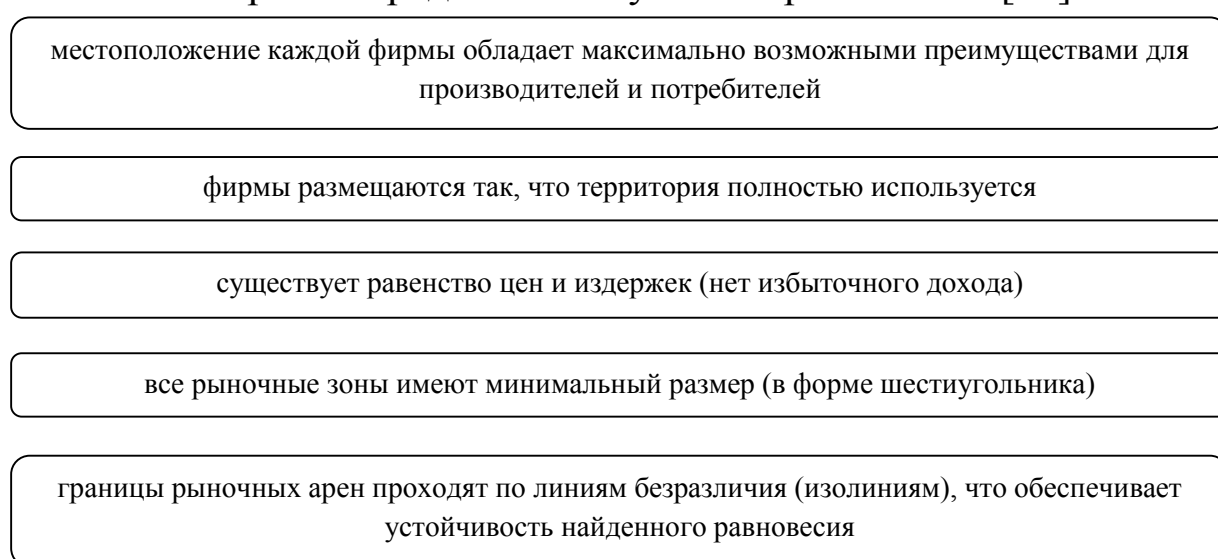 местоположение каждой фирмы обладает максимально возможными преимуществами для
производителей и потребителей
фирмы размещаются так, что территория полностью используется
существует равенство цен и издержек (нет избыточного дохода)
все рыночные зоны имеют минимальный размер (в форме шестиугольника)
границы рыночных арен проходят по линиям безразличия (изолиниям), что обеспечивает
устойчивость найденного равновесия